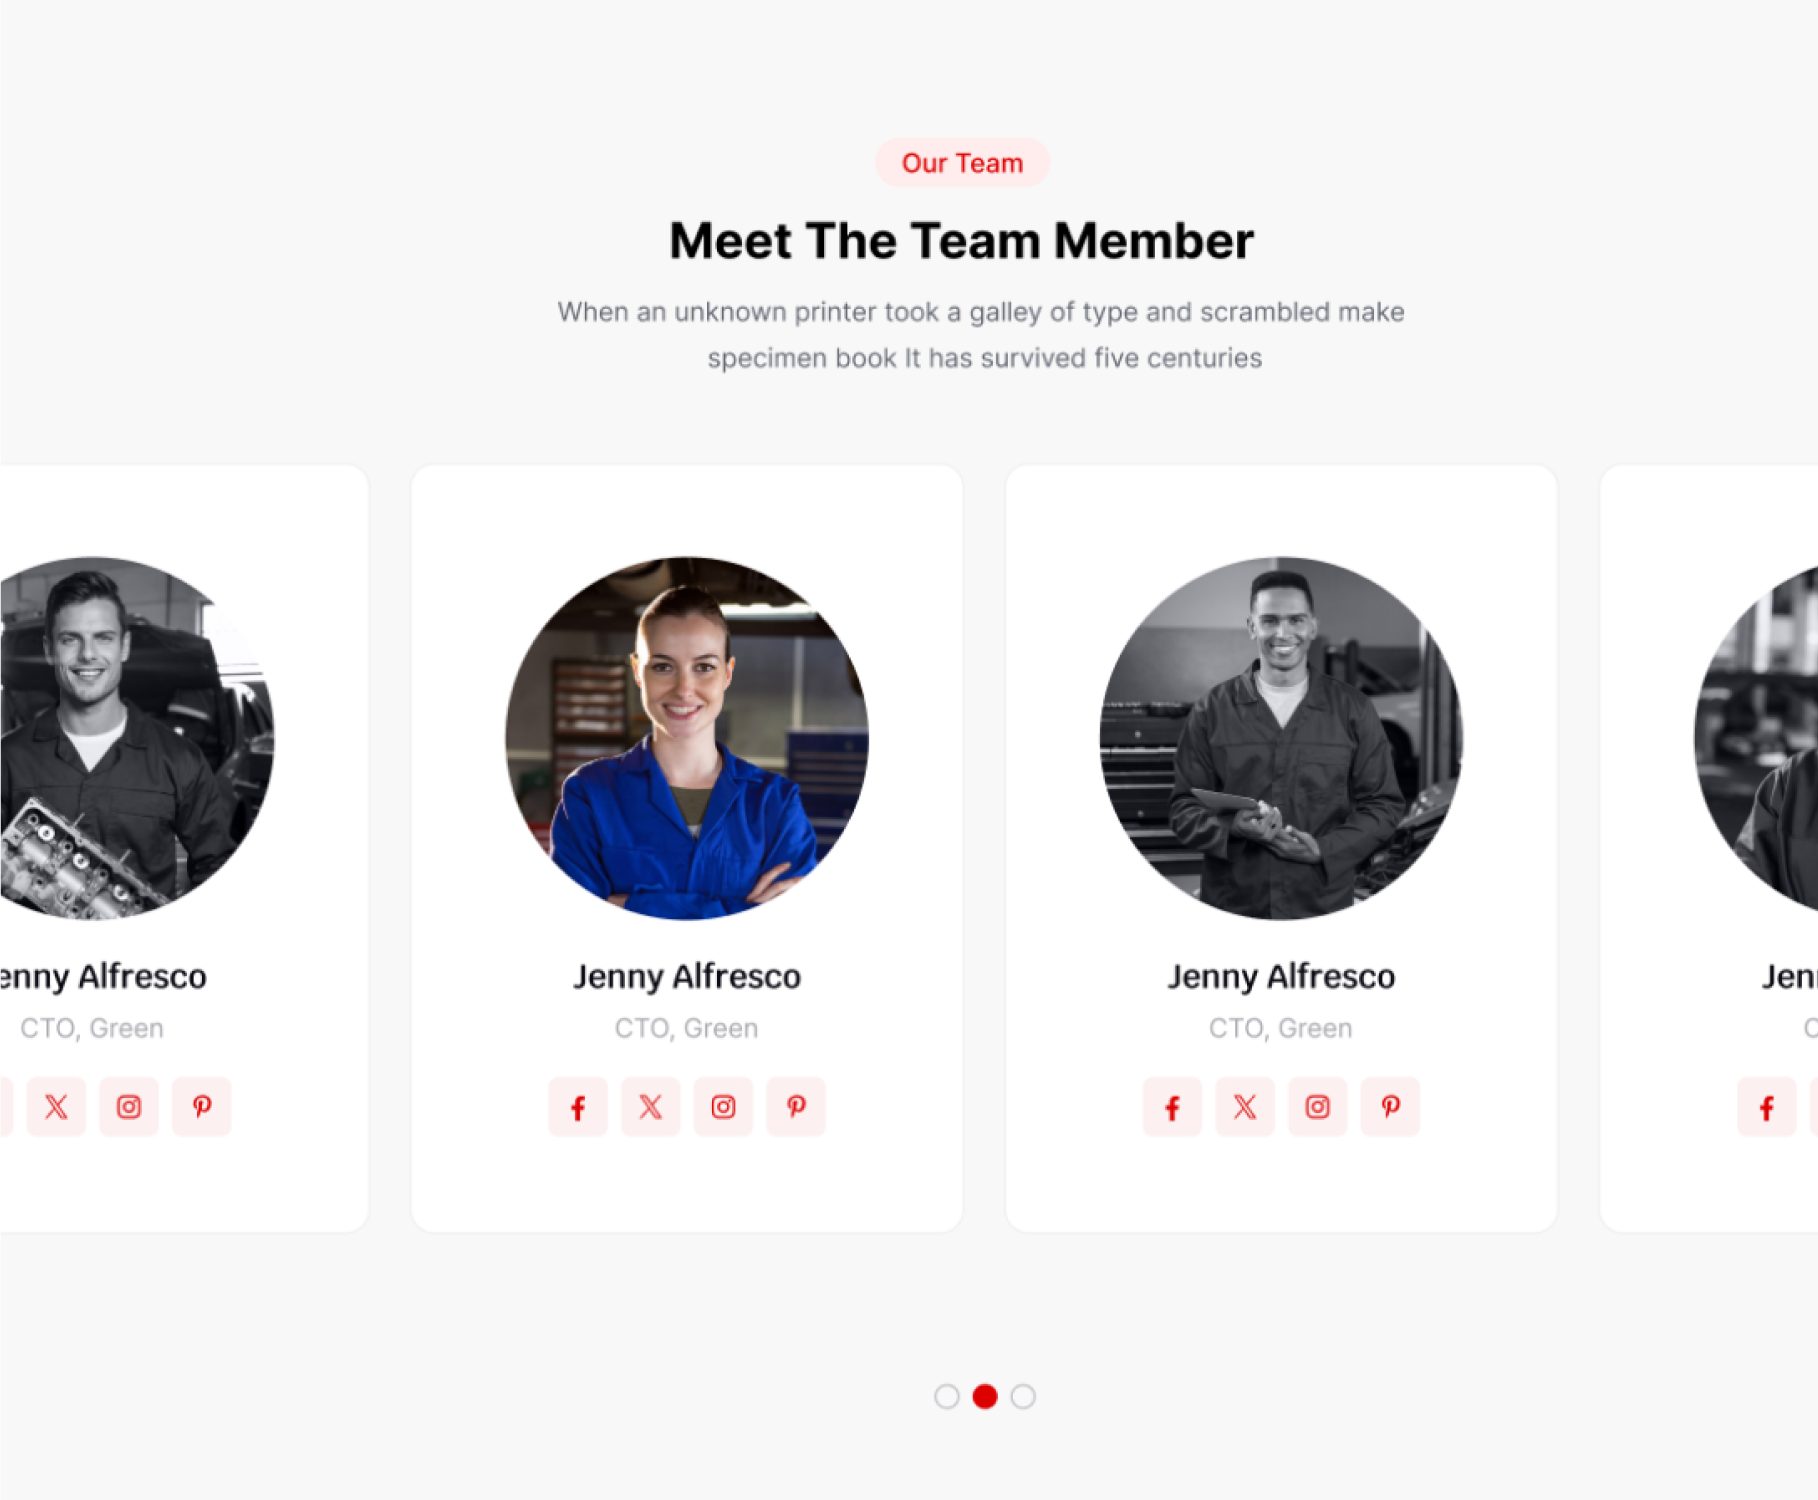 Our Team
Meet The Team Member
When an unknown printer took a galley of type and scrambled make
specimen book It has survived five centuries
enny Alfresco
CTO, Green
Jenny Alfresco
CTO, Green
Jenny Alfresco
CTO, Green
Jen
C